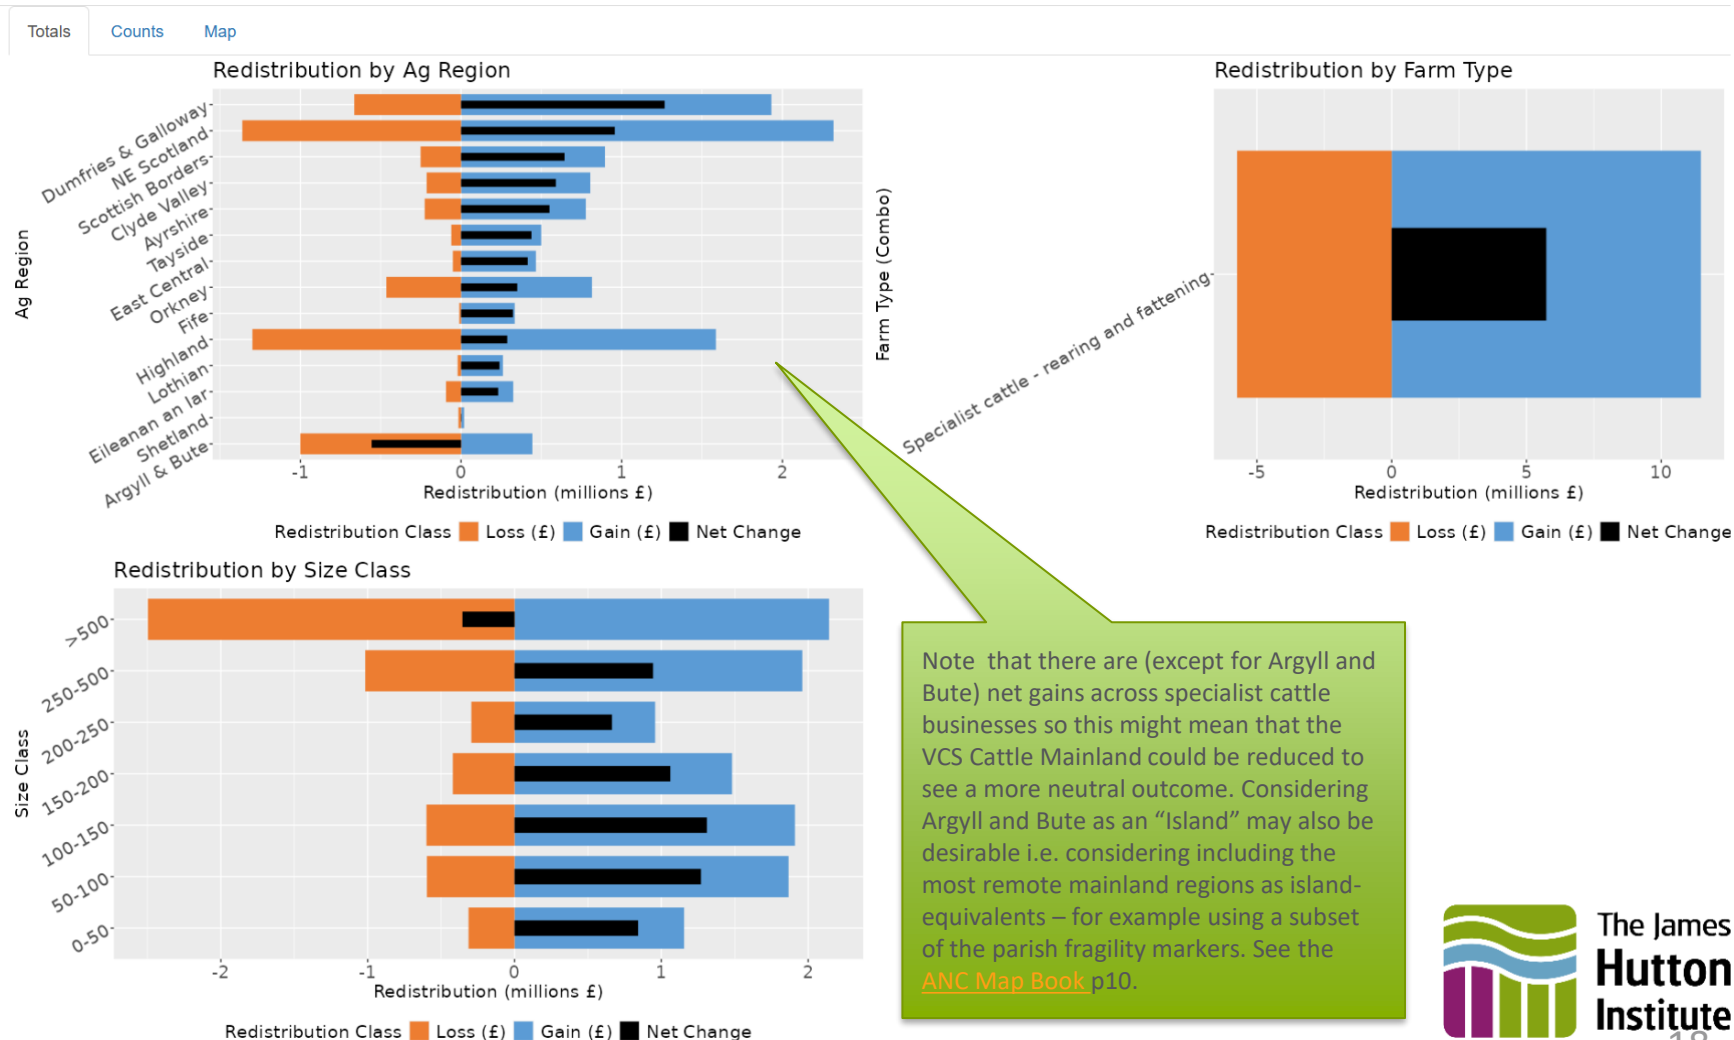 Totals
Counts
Map
Redistribution by Ag Region
Ag Region
Dumfries & Galloway
NE Scotland
Scottish Borders
Clyde Valley
Ayrshire
Tayside
East Central
Orkney
Fife
Highland
Lothian
Eileanan an Iar
Shetland
Argyll & Bute
-1
0
1
2
Redistribution (millions £)
Redistribution Class
Loss (£)
Gain (£)
Net Change
Redistribution by Farm Type
Farm Type (Combo)
Specialist cattle - rearing and fattening
-5
0
5
10
Redistribution (millions £)
Redistribution Class
Loss (£)
Gain (£)
Net Change
Redistribution by Size Class
Size Class
>500
250-500
200-250
150-200
100-150
50-100
0-50
-2
-1
0
1
2
Redistribution (millions £)
Redistribution Class
Loss (£)
Gain (£)
Net Change
Note that there are (except for Argyll and
Bute) net gains across specialist cattle
businesses so this might mean that the
VCS Cattle Mainland could be reduced to
see a more neutral outcome. Considering
Argyll and Bute as an “Island” may also be
desirable i.e. considering including the
most remote mainland regions as island-
equivalents – for example using a subset
of the parish fragility markers. See the
ANC Map Book p10.
The James
Hutton
Institute
18